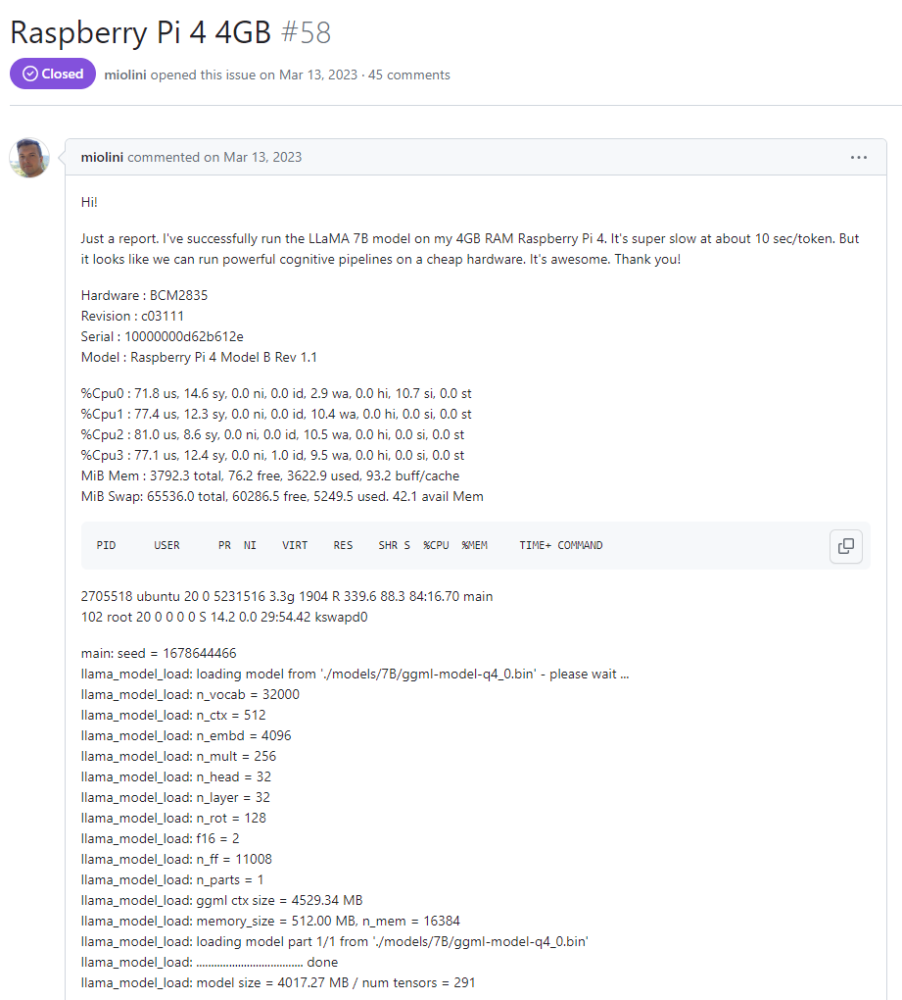 Raspberry Pi 4 4GB #58
Closed miolini opened this issue on Mar 13, 2023 · 45 comments
miolini commented on Mar 13, 2023
Hi!
Just a report. I've successfully run the LLaMA 7B model on my 4GB RAM Raspberry Pi 4. It's super slow at about 10 sec/token. But
it looks like we can run powerful cognitive pipelines on a cheap hardware. It's awesome. Thank you!
Hardware : BCM2835
Revision : c03111
Serial : 10000000d62b612e
Model : Raspberry Pi 4 Model B Rev 1.1
%Cpu0 : 71.8 us, 14.6 sy, 0.0 ni, 0.0 id, 2.9 wa, 0.0 hi, 10.7 si, 0.0 st
%Cpu1 : 77.4 us, 12.3 sy, 0.0 ni, 0.0 id, 10.4 wa, 0.0 hi, 0.0 si, 0.0 st
%Cpu2 : 81.0 us, 8.6 sy, 0.0 ni, 0.0 id, 10.5 wa, 0.0 hi, 0.0 si, 0.0 st
%Cpu3 : 77.1 us, 12.4 sy, 0.0 ni, 1.0 id, 9.5 wa, 0.0 hi, 0.0 si, 0.0 st
MiB Mem : 3792.3 total, 76.2 free, 3622.9 used, 93.2 buff/cache
MiB Swap: 65536.0 total, 60286.5 free, 5249.5 used. 42.1 avail Mem
PID USER PR NI VIRT RES SHR S %CPU %MEM TIME+ COMMAND
2705518 ubuntu 20 0 5231516 3.3g 1904 R 339.6 88.3 84:16.70 main
102 root 20 0 0 0 0 S 14.2 0.0 29:54.42 kswapd0
main: seed = 1678644466
llama_model_load: loading model from './models/7B/ggml-model-q4_0.bin' - please wait ...
llama_model_load: n_vocab = 32000
llama_model_load: n_ctx = 512
llama_model_load: n_embd = 4096
llama_model_load: n_mult = 256
llama_model_load: n_head = 32
llama_model_load: n_layer = 32
llama_model_load: n_rot = 128
llama_model_load: f16 = 2
llama_model_load: n_ff = 11008
llama_model_load: n_parts = 1
llama_model_load: ggml ctx size = 4529.34 MB
llama_model_load: memory_size = 512.00 MB, n_mem = 16384
llama_model_load: loading model part 1/1 from './models/7B/ggml-model-q4_0.bin'
llama_model_load: .................................... done
llama_model_load: model size = 4017.27 MB / num tensors = 291